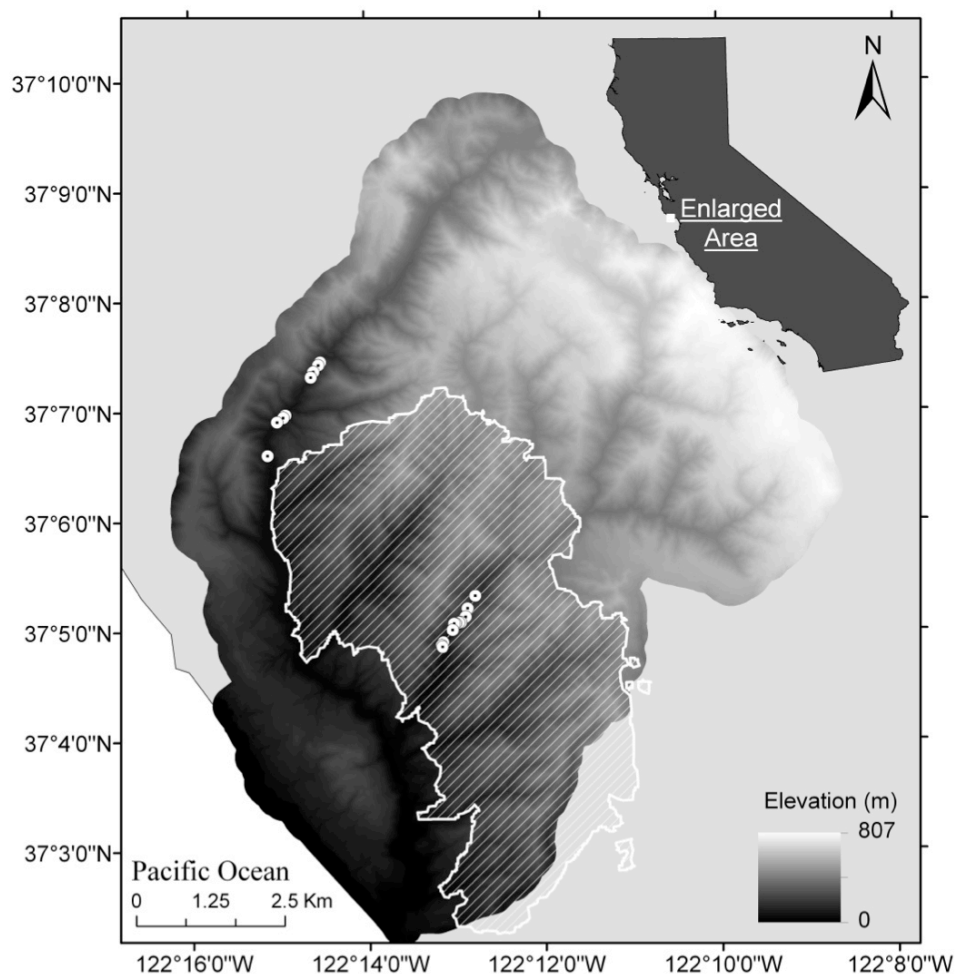 N
37°10'0"N
37°9'0"N
37°8'0"N
37°7'0"N
37°6'0"N
37°5'0"N
37°4'0"N
37°3'0"N
Enlarged
Area
Elevation (m)
807
0
Pacific Ocean
0 1.25 2.5 Km
122°16'0"W 122°14'0"W 122°12'0"W 122°10'0"W 122°8'0"W